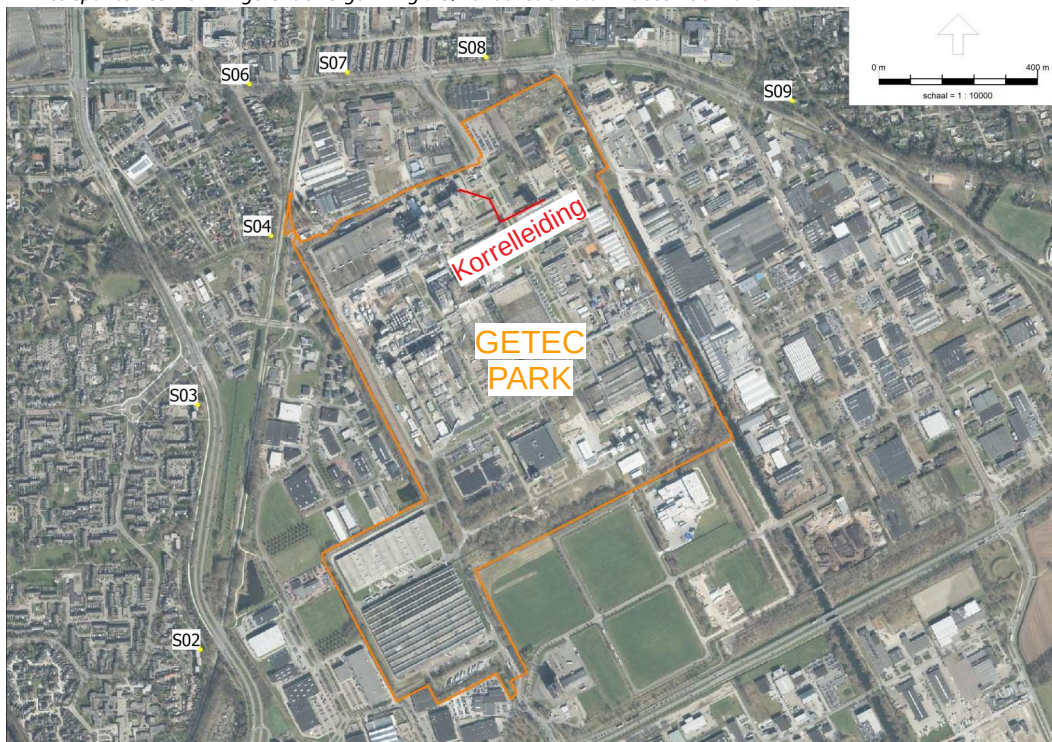 S08
S07
S06
S09
0 m
400 m
schaal = 1 : 10000
S04
Korrelleiding
GETEC
PARK
S03
S02